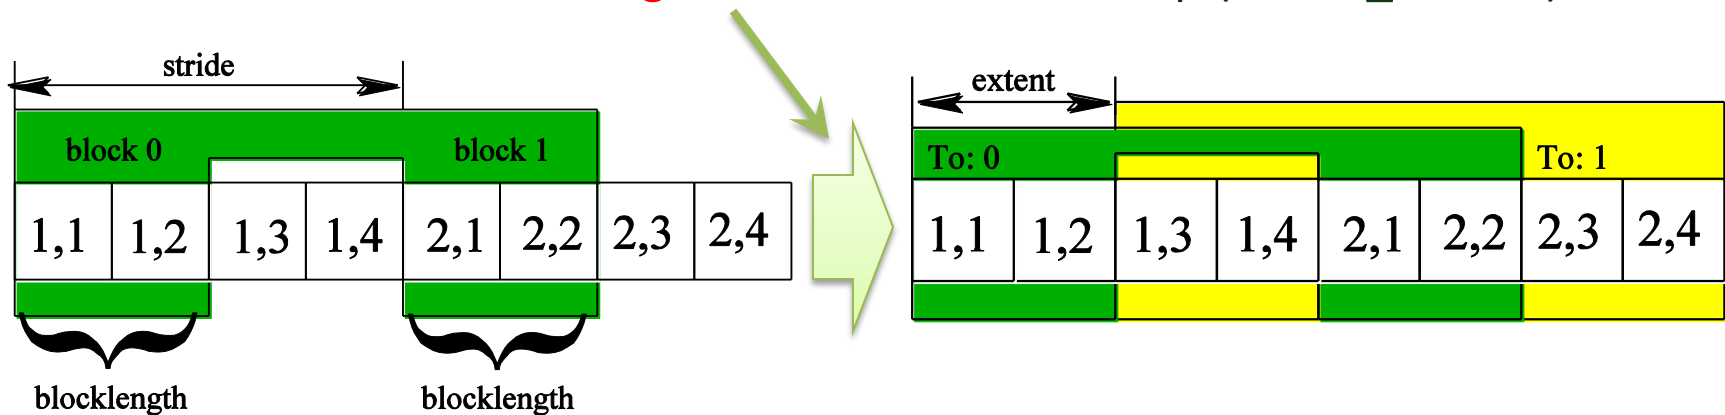 stride
block 0 block 1
1,1 1,2 1,3 1,4 2,1 2,2 2,3 2,4
blocklength blocklength
extent
To: 0 To: 1
1,1 1,2 1,3 1,4 2,1 2,2 2,3 2,4